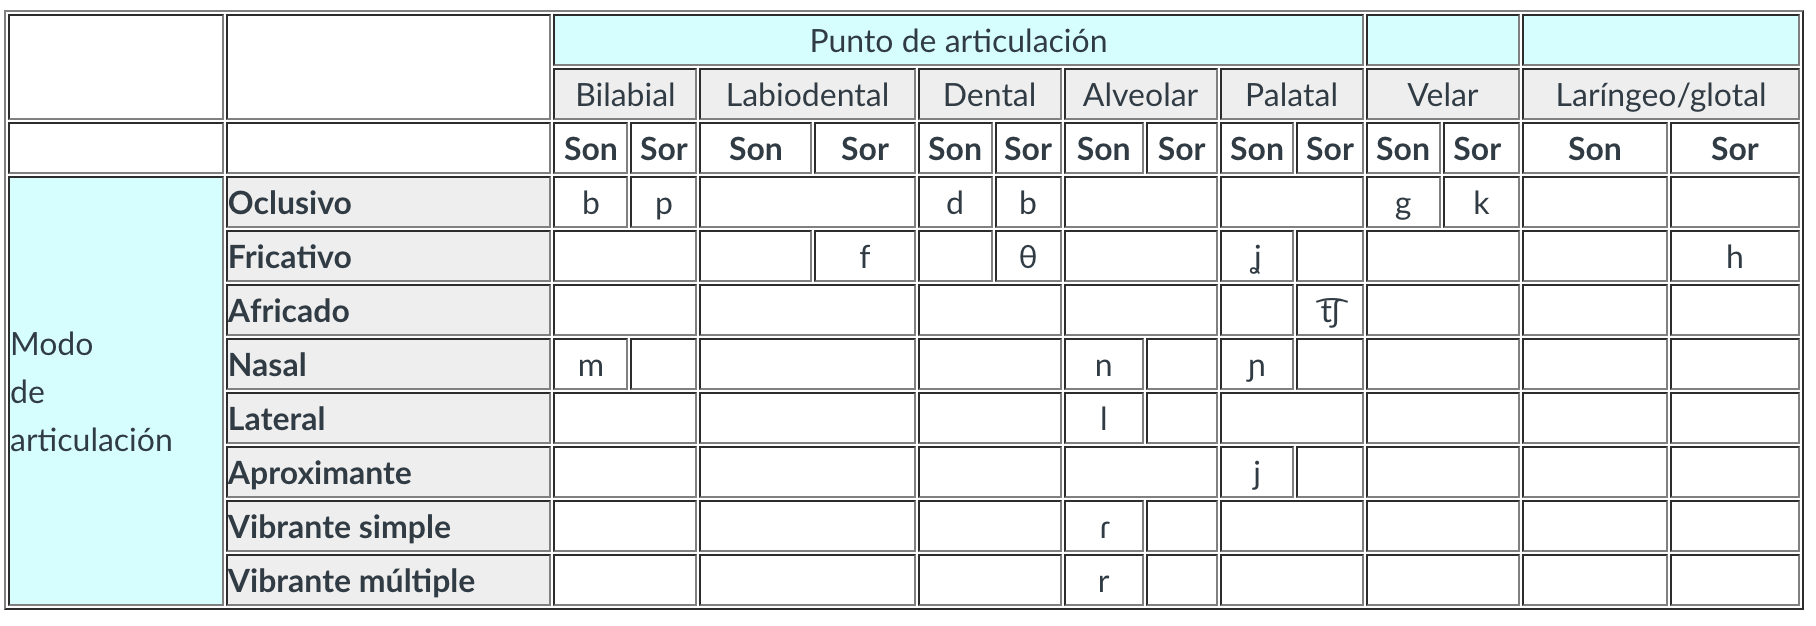 Punto de articulación
Bilabial Labiodental Dental Alveolar Palatal Velar Laríngeo/glotal
Son Sor Son Sor Son Sor Son Sor Son Sor Son Sor Son Sor
Oclusivo b p d b g k
Fricativo f θ ʝ h
Africado t͡ʃ
Modo
de
articulación
Nasal m n ɲ
Lateral l
Aproximante j
Vibrante simple ɾ
Vibrante múltiple r